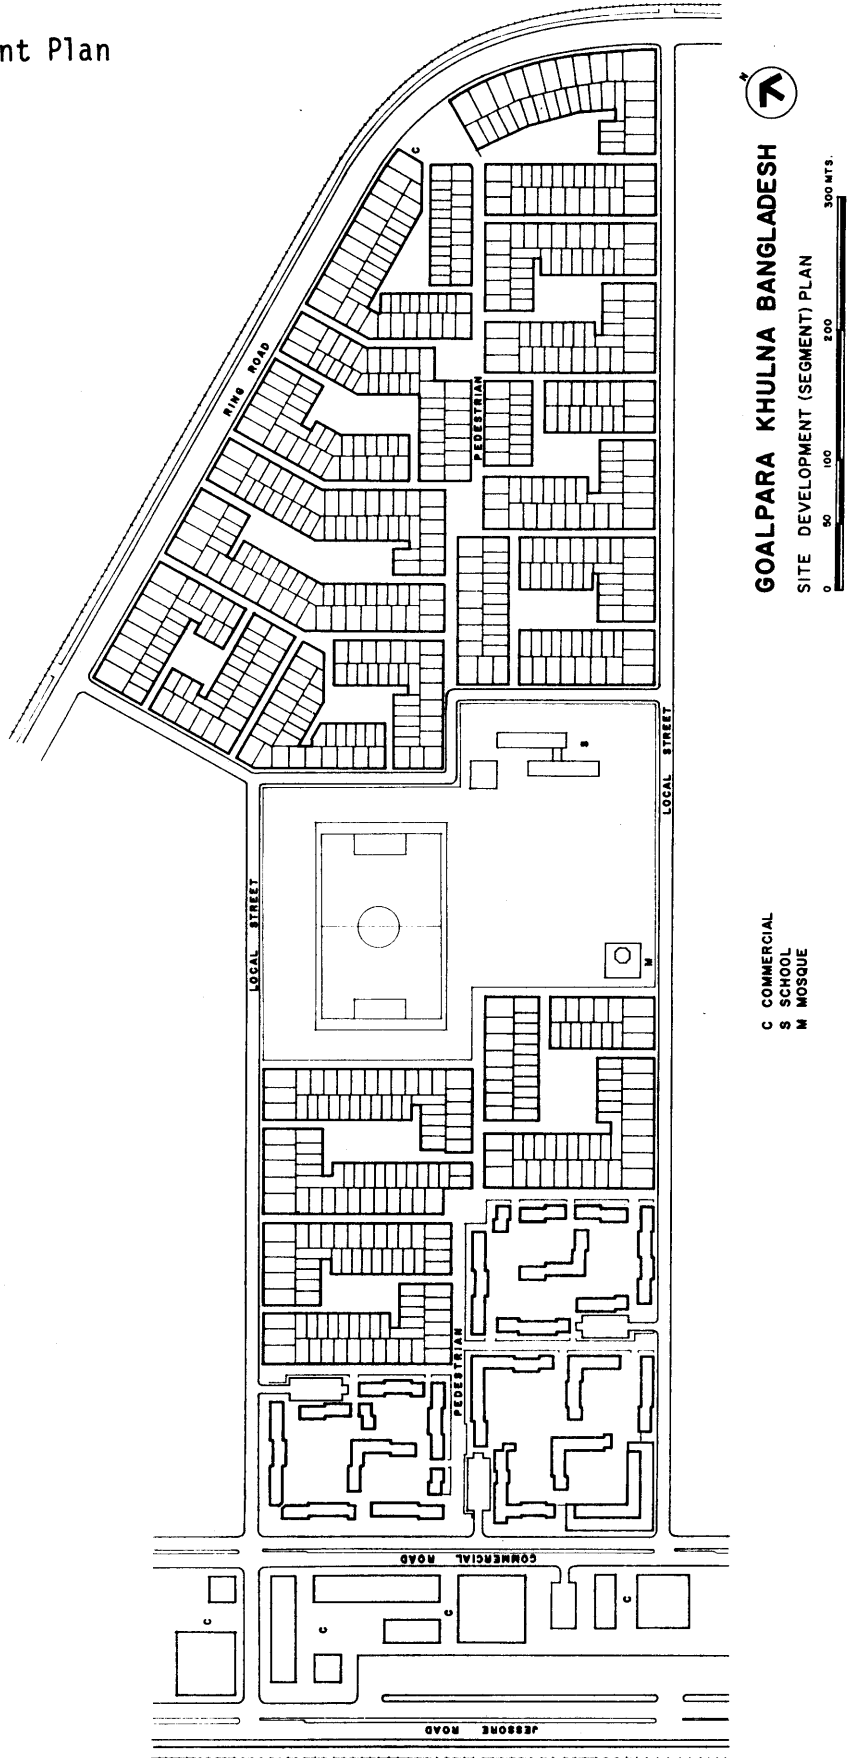 nt Plan
N
GOALPARA KHULNA BANGLADESH
SITE DEVELOPMENT (SEGMENT) PLAN
0 50 100 200 300 MTS.
C
RING ROAD
PEDESTRIAN
S
LOCAL STREET
LOCAL STREET
M
C COMMERCIAL
S SCHOOL
M MOSQUE
PEDESTRIAN
COMMERCIAL ROAD
C
C
C
C
JESSORE ROAD